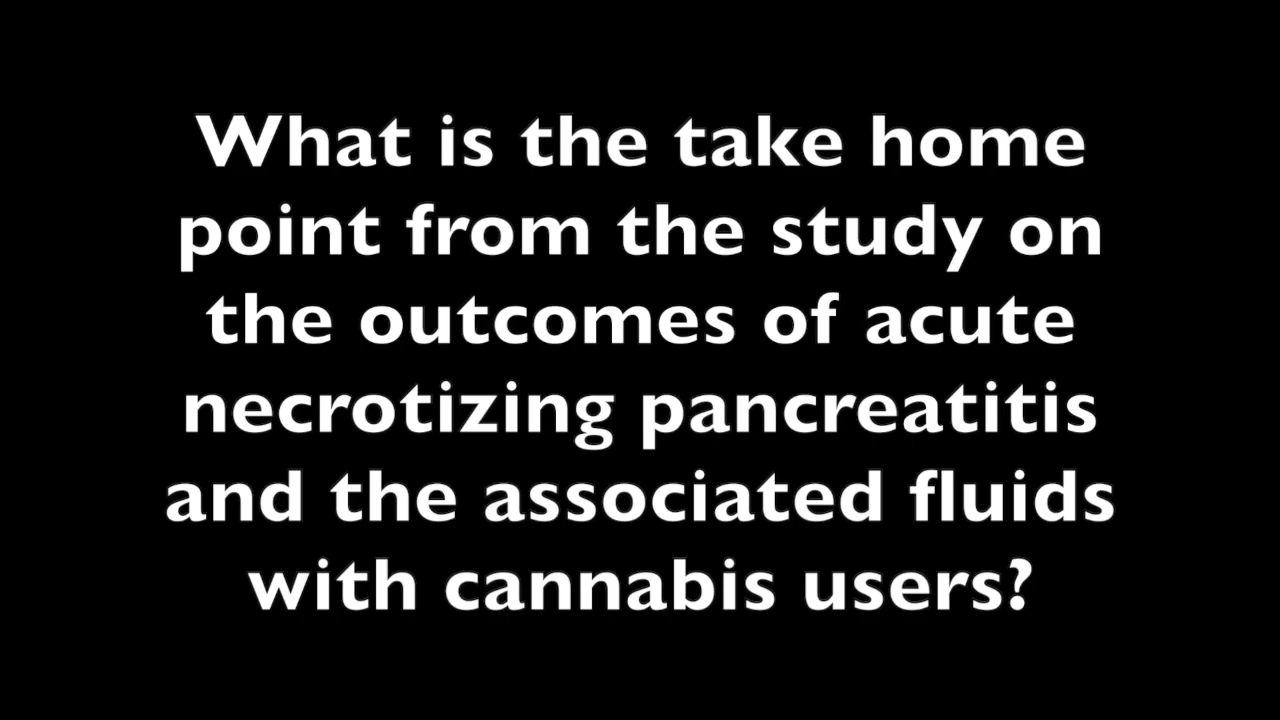 What is the take home
point from the study on
the outcomes of acute
necrotizing pancreatitis
and the associated fluids
with cannabis users?